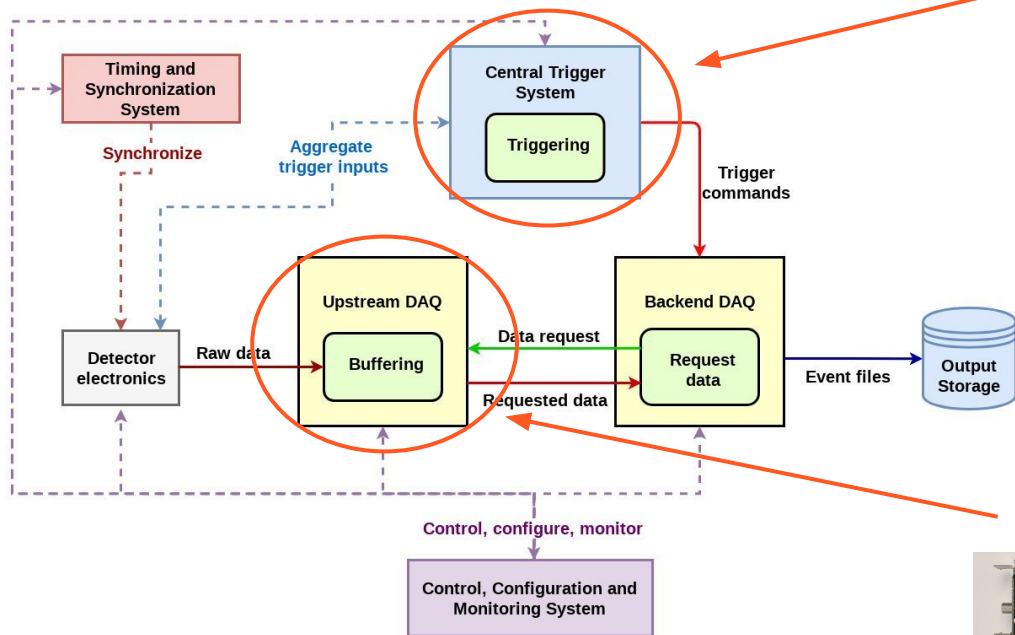 Timing and
Synchronization
System
Central Trigger
System
Triggering
Synchronize
Aggregate
trigger inputs
Trigger
commands
Upstream DAQ
Buffering
Backend DAQ
Request
data
Detector
electronics
Raw data
Data request
Requested data
Event files
Output
Storage
Control, configure, monitor
Control, Configuration and
Monitoring System